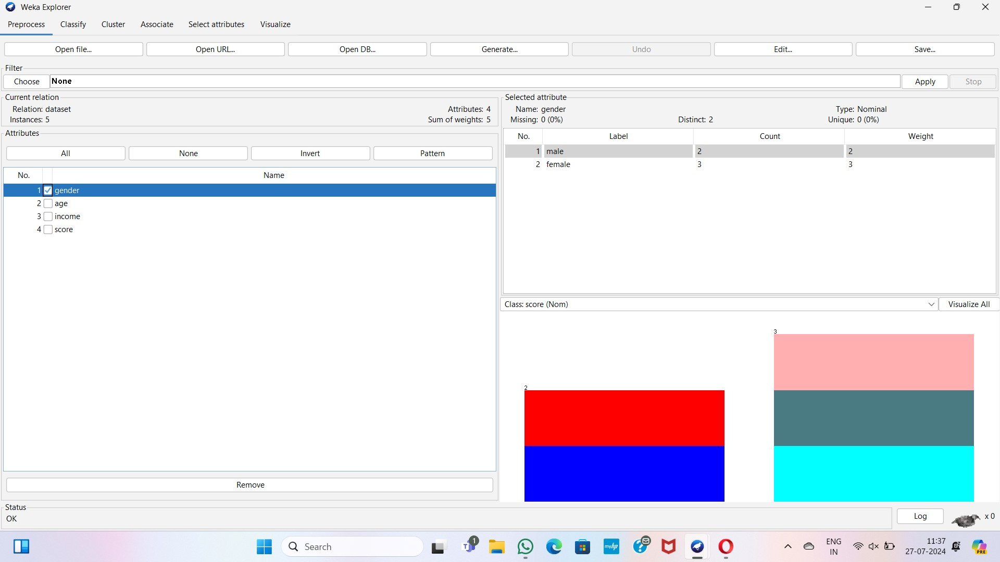 Weka Explorer
Preprocess Classify Cluster Associate Select attributes Visualize
Open file... Open URL... Open DB... Generate... Undo Edit... Save...
Filter
Choose None Apply Stop
Current relation
Relation: dataset Attributes: 4
Instances: 5 Sum of weights: 5
Attributes
All None Invert Pattern
No. Name
1 gender
2 age
3 income
4 score
Remove
Selected attribute
Name: gender Type: Nominal
Missing: 0 (0%) Distinct: 2 Unique: 0 (0%)
No. Label Count Weight
1 male 2 2
2 female 3 3
Class: score (Nom) Visualize All
3
2
Status
OK
Log x 0
Search
1
myhp
ENG
IN
11:37
27-07-2024
PRE